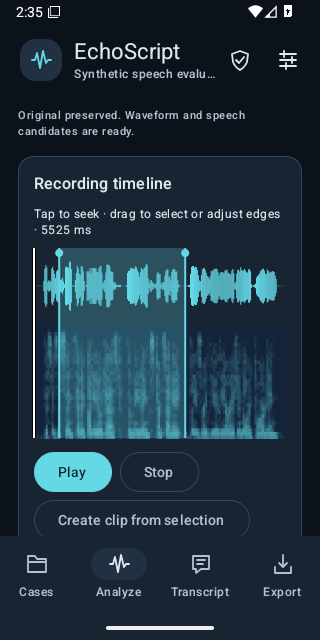 2:35
EchoScript
Synthetic speech evalu...
Original preserved. Waveform and speech
candidates are ready.
Recording timeline
Tap to seek · drag to select or adjust edges
· 5525 ms
Play
Stop
Create clip from selection
Cases
Analyze
Transcript
Export